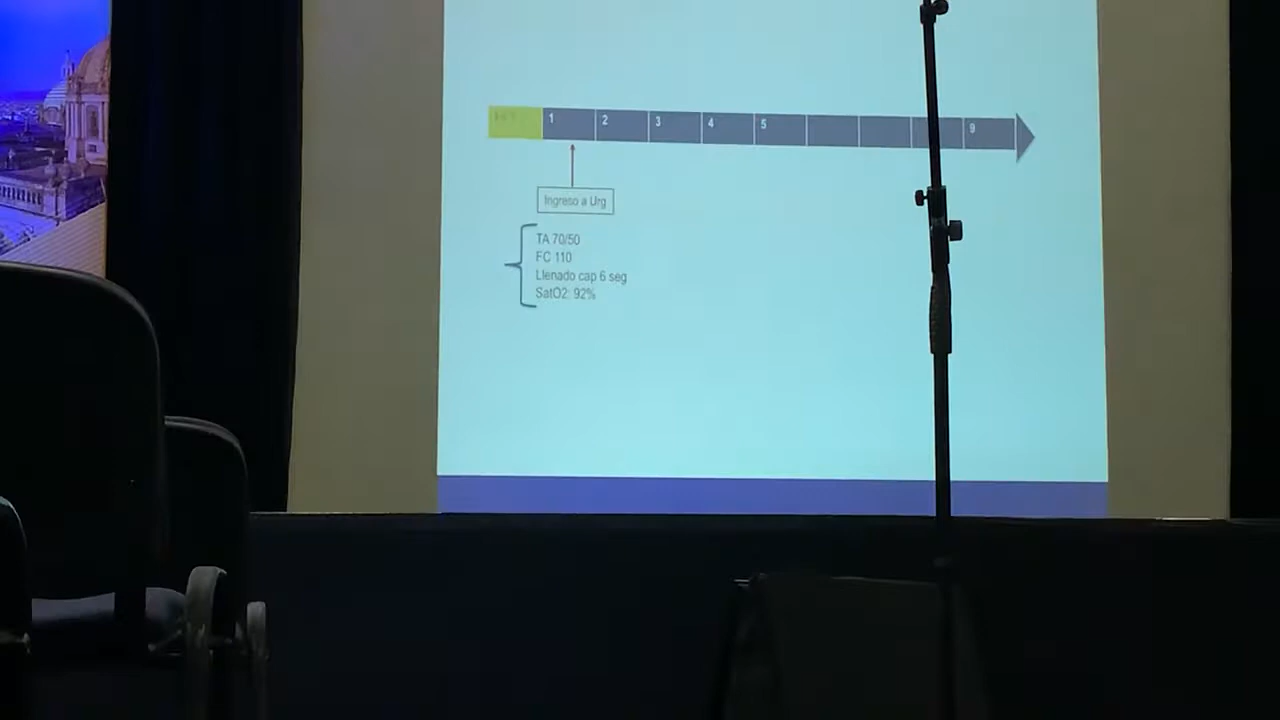 1 2 3 4 5 9
Ingreso a Urg
TA 70/50
FC 110
Llenado cap 6 seg
SatO2: 92%